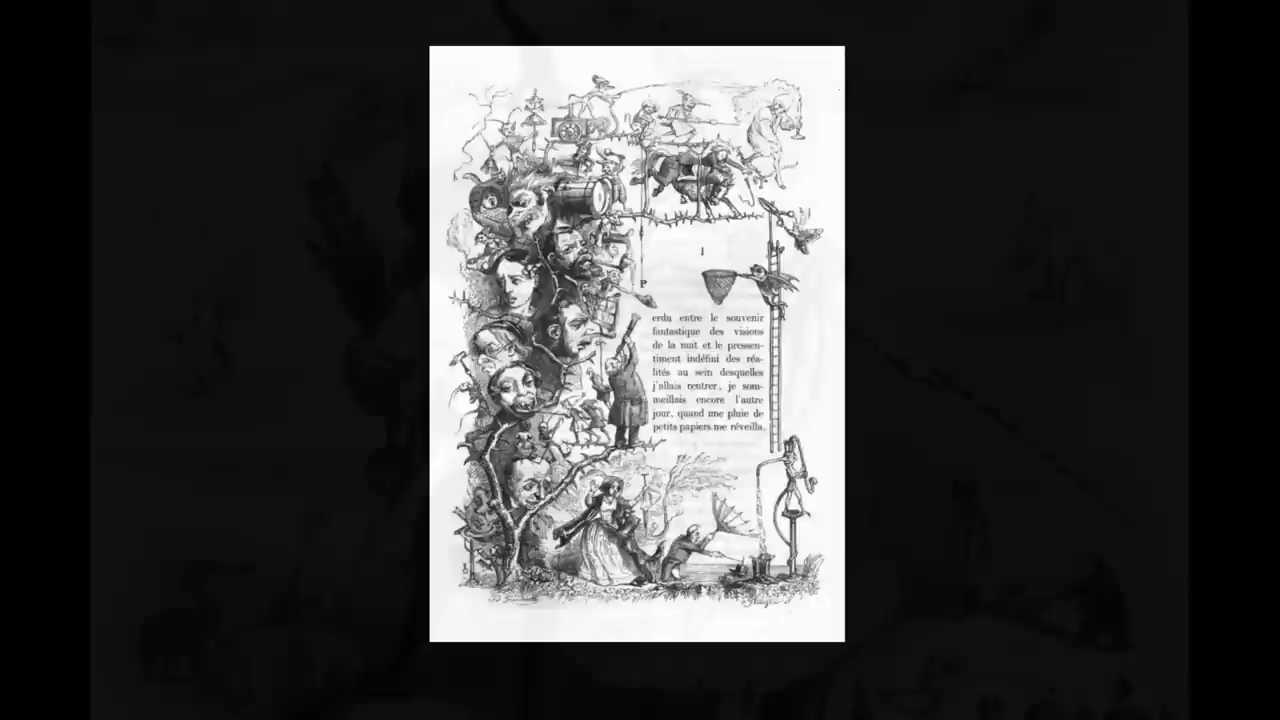 I
P
erdu entre le souvenir
fantastique des visions
de la nuit et le pressen-
timent indéfini des réa-
lités au sein desquelles
j'allais rentrer, je som-
meillais encore l'autre
jour, quand une pluie de
petits papiers me réveilla.